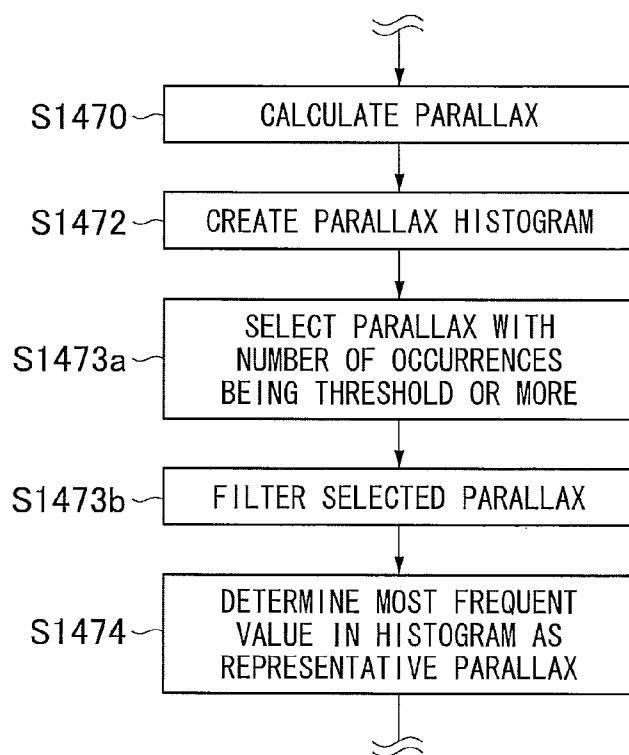 S1470
CALCULATE PARALLAX
S1472
CREATE PARALLAX HISTOGRAM
S1473a
SELECT PARALLAX WITH
NUMBER OF OCCURRENCES
BEING THRESHOLD OR MORE
S1473b
FILTER SELECTED PARALLAX
S1474
DETERMINE MOST FREQUENT
VALUE IN HISTOGRAM AS
REPRESENTATIVE PARALLAX